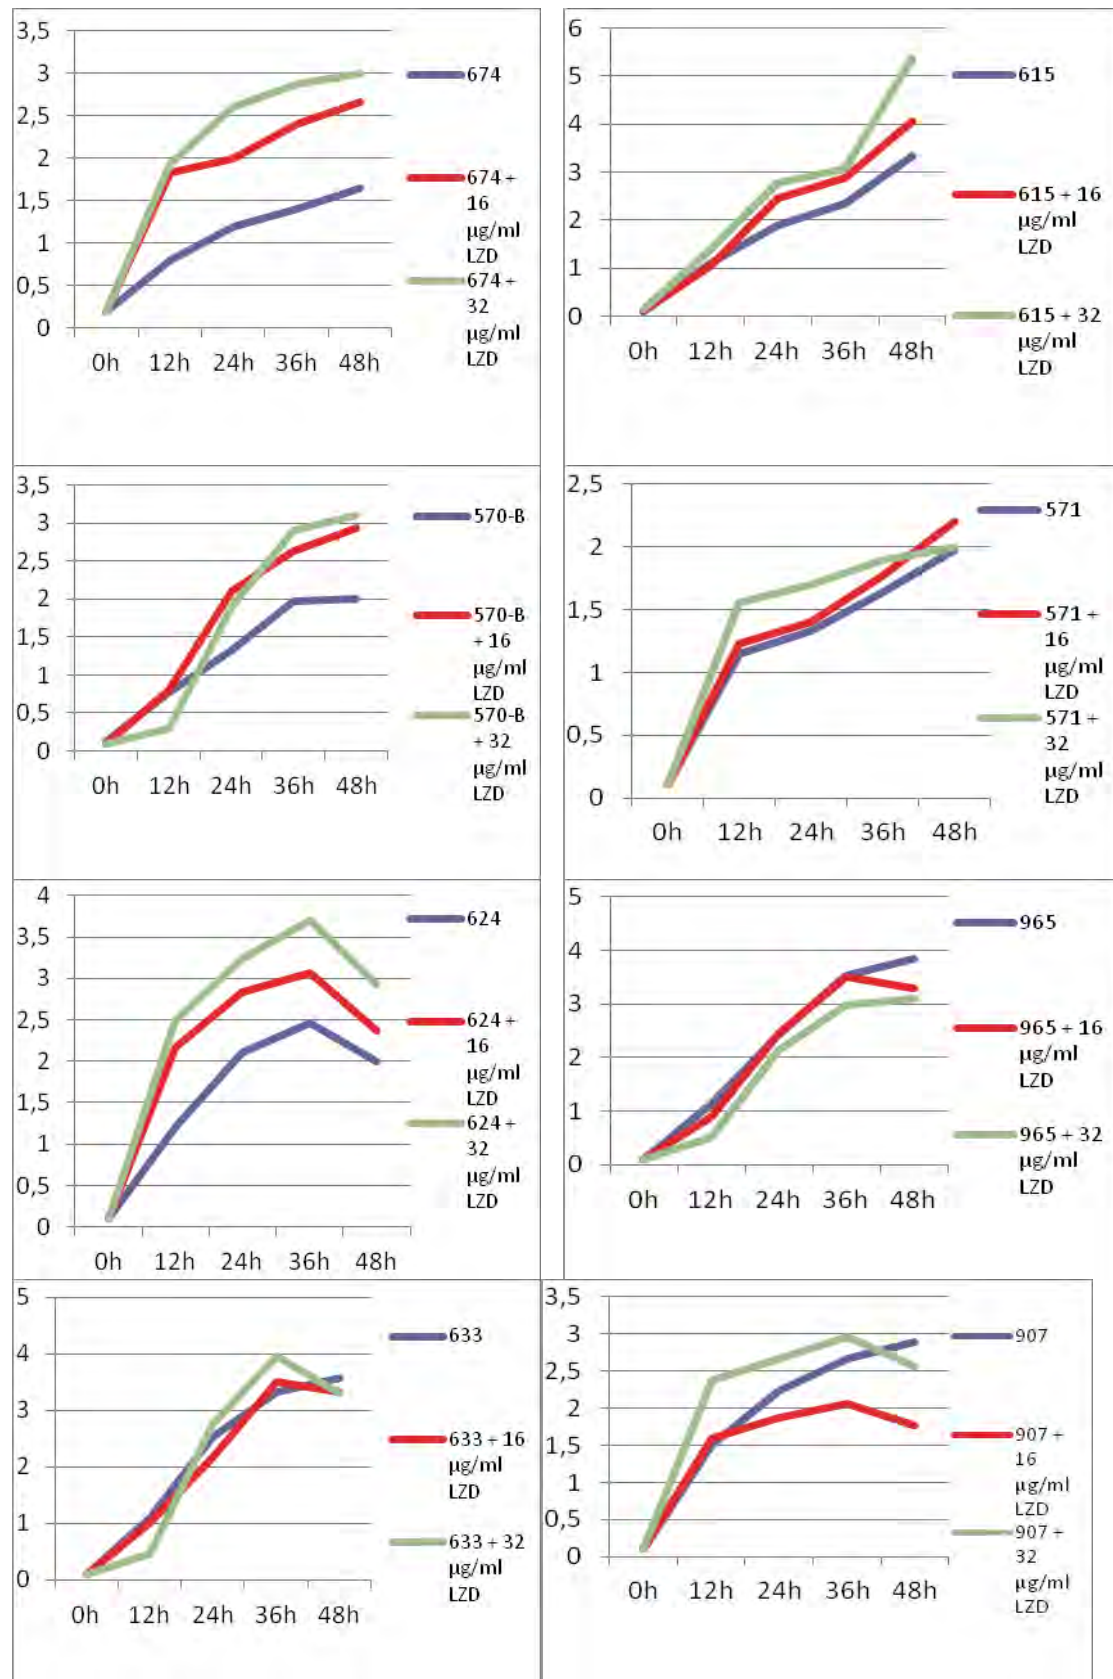 3,5
3
2,5
2
1,5
1
0,5
0
0h 12h 24h 36h 48h
674
674 +
16
µg/ml
LZD
674 +
32
µg/ml
LZD
6
5
4
3
2
1
0
0h 12h 24h 36h 48h
615
615 + 16
µg/ml
LZD
615 + 32
µg/ml
LZD
3,5
3
2,5
2
1,5
1
0,5
0
0h 12h 24h 36h 48h
570-B
570-B
+ 16
µg/ml
LZD
570-B
+ 32
µg/ml
LZD
2,5
2
1,5
1
0,5
0
0h 12h 24h 36h 48h
571
571 +
16
µg/ml
LZD
571 +
32
µg/ml
LZD
4
3,5
3
2,5
2
1,5
1
0,5
0
0h 12h 24h 36h 48h
624
624 +
16
µg/ml
LZD
624 +
32
µg/ml
LZD
5
4
3
2
1
0
0h 12h 24h 36h 48h
965
965 + 16
µg/ml
LZD
965 + 32
µg/ml
LZD
5
4
3
2
1
0
0h 12h 24h 36h 48h
633
633 + 16
µg/ml
LZD
633 + 32
µg/ml
LZD
3,5
3
2,5
2
1,5
1
0,5
0
0h 12h 24h 36h 48h
907
907 +
16
µg/ml
LZD
907 +
32
µg/ml
LZD